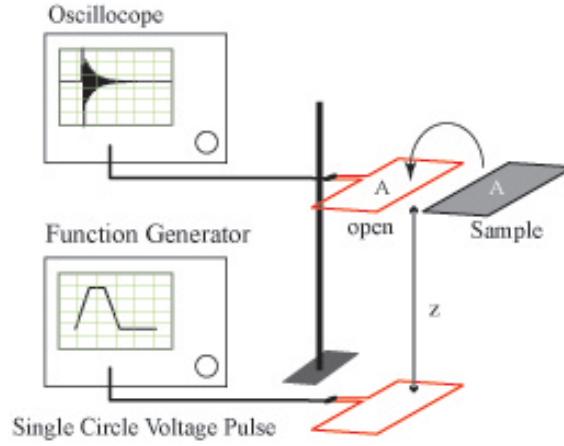 Oscillocope
A
A
open
Sample
Function Generator
z
Single Circle Voltage Pulse